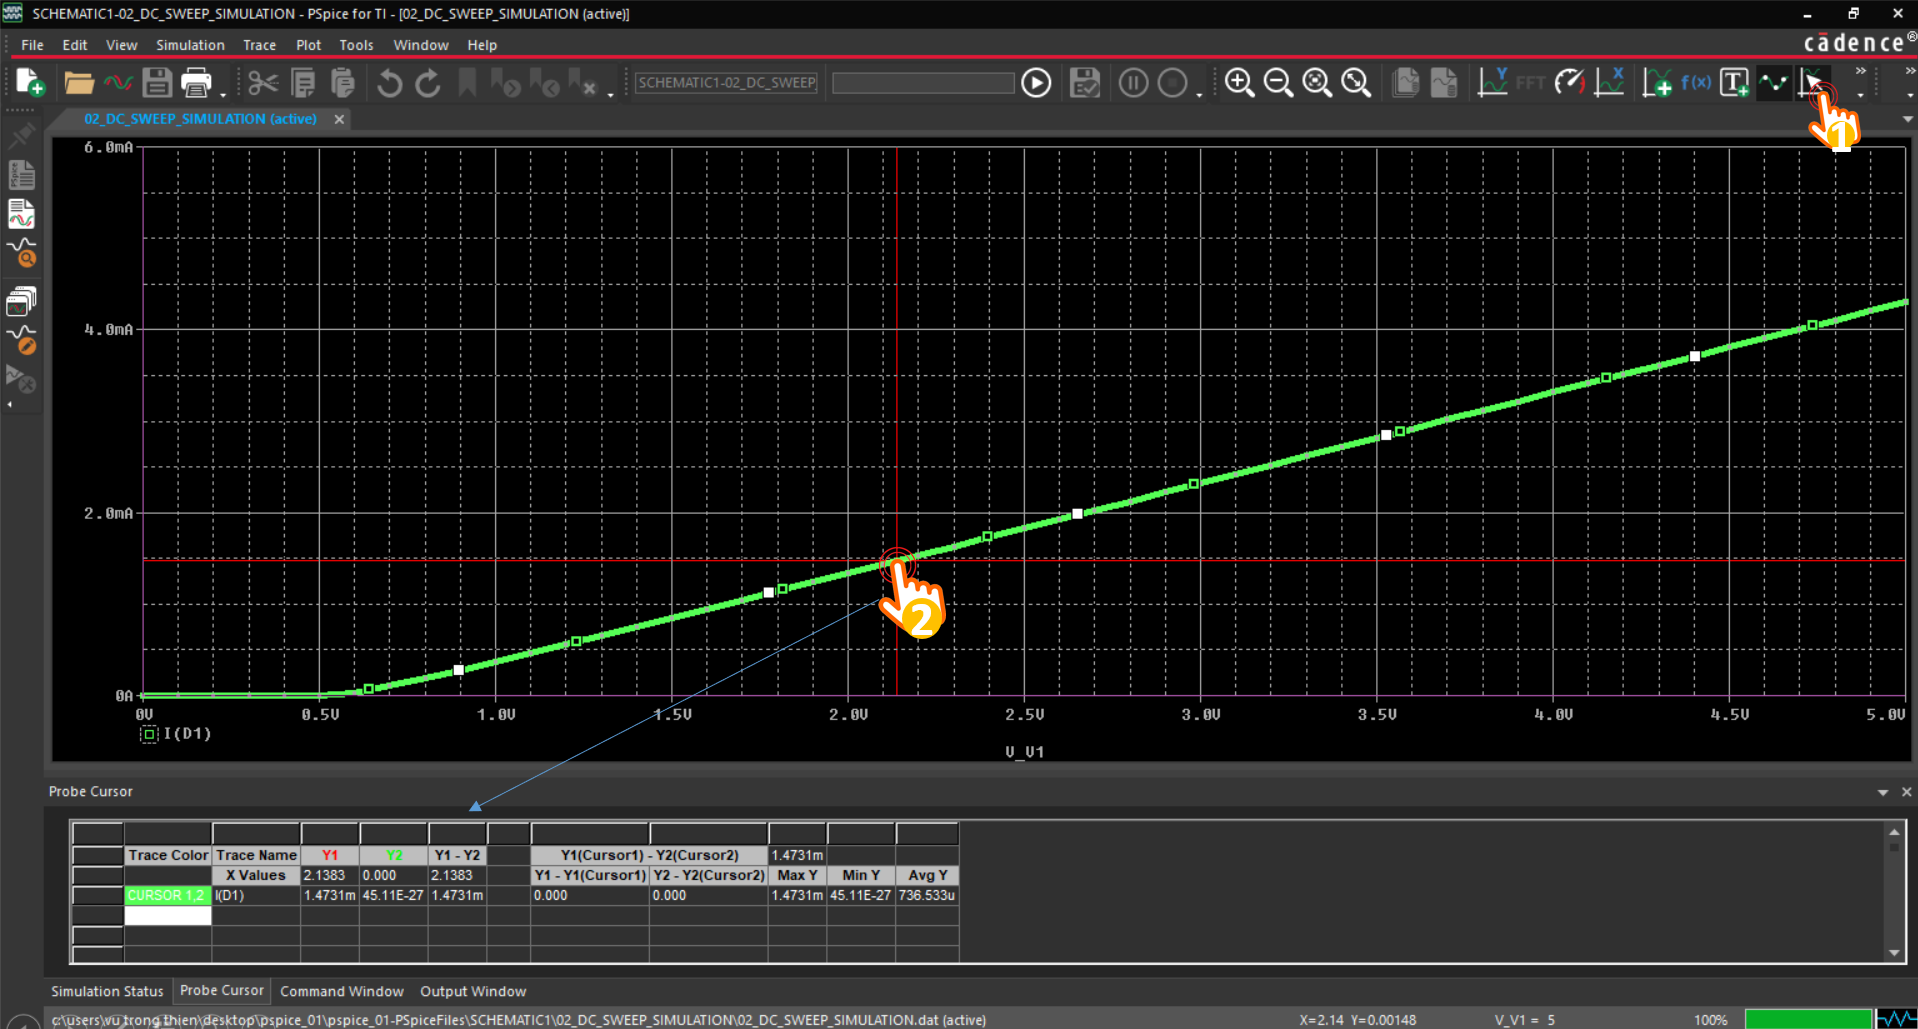 SCHEMATIC1-02_DC_SWEEP_SIMULATION - PSpice for TI - [02_DC_SWEEP_SIMULATION (active)]
File Edit View Simulation Trace Plot Tools Window Help
cādence®
SCHEMATIC1-02_DC_SWEEP
Y FFT X f(x) T
02_DC_SWEEP_SIMULATION (active)
1
PSpice
6.0mA
4.0mA
2.0mA
2
0A
0V 0.5V 1.0V 1.5V 2.0V 2.5V 3.0V 3.5V 4.0V 4.5V 5.0V
I(D1)
V_V1
Probe Cursor
Trace Color Trace Name Y1 Y2 Y1 - Y2 Y1(Cursor1) - Y2(Cursor2) 1.4731m
X Values 2.1383 0.000 2.1383 Y1 - Y1(Cursor1) Y2 - Y2(Cursor2) Max Y Min Y Avg Y
CURSOR 1,2 I(D1) 1.4731m 45.11E-27 1.4731m 0.000 0.000 1.4731m 45.11E-27 736.533u
Simulation Status Probe Cursor Command Window Output Window
c:\users\vu trong thien\desktop\pspice_01\pspice_01-PSpiceFiles\SCHEMATIC1\02_DC_SWEEP_SIMULATION\02_DC_SWEEP_SIMULATION.dat (active) X=2.14 Y=0.00148 V_V1 = 5 100%